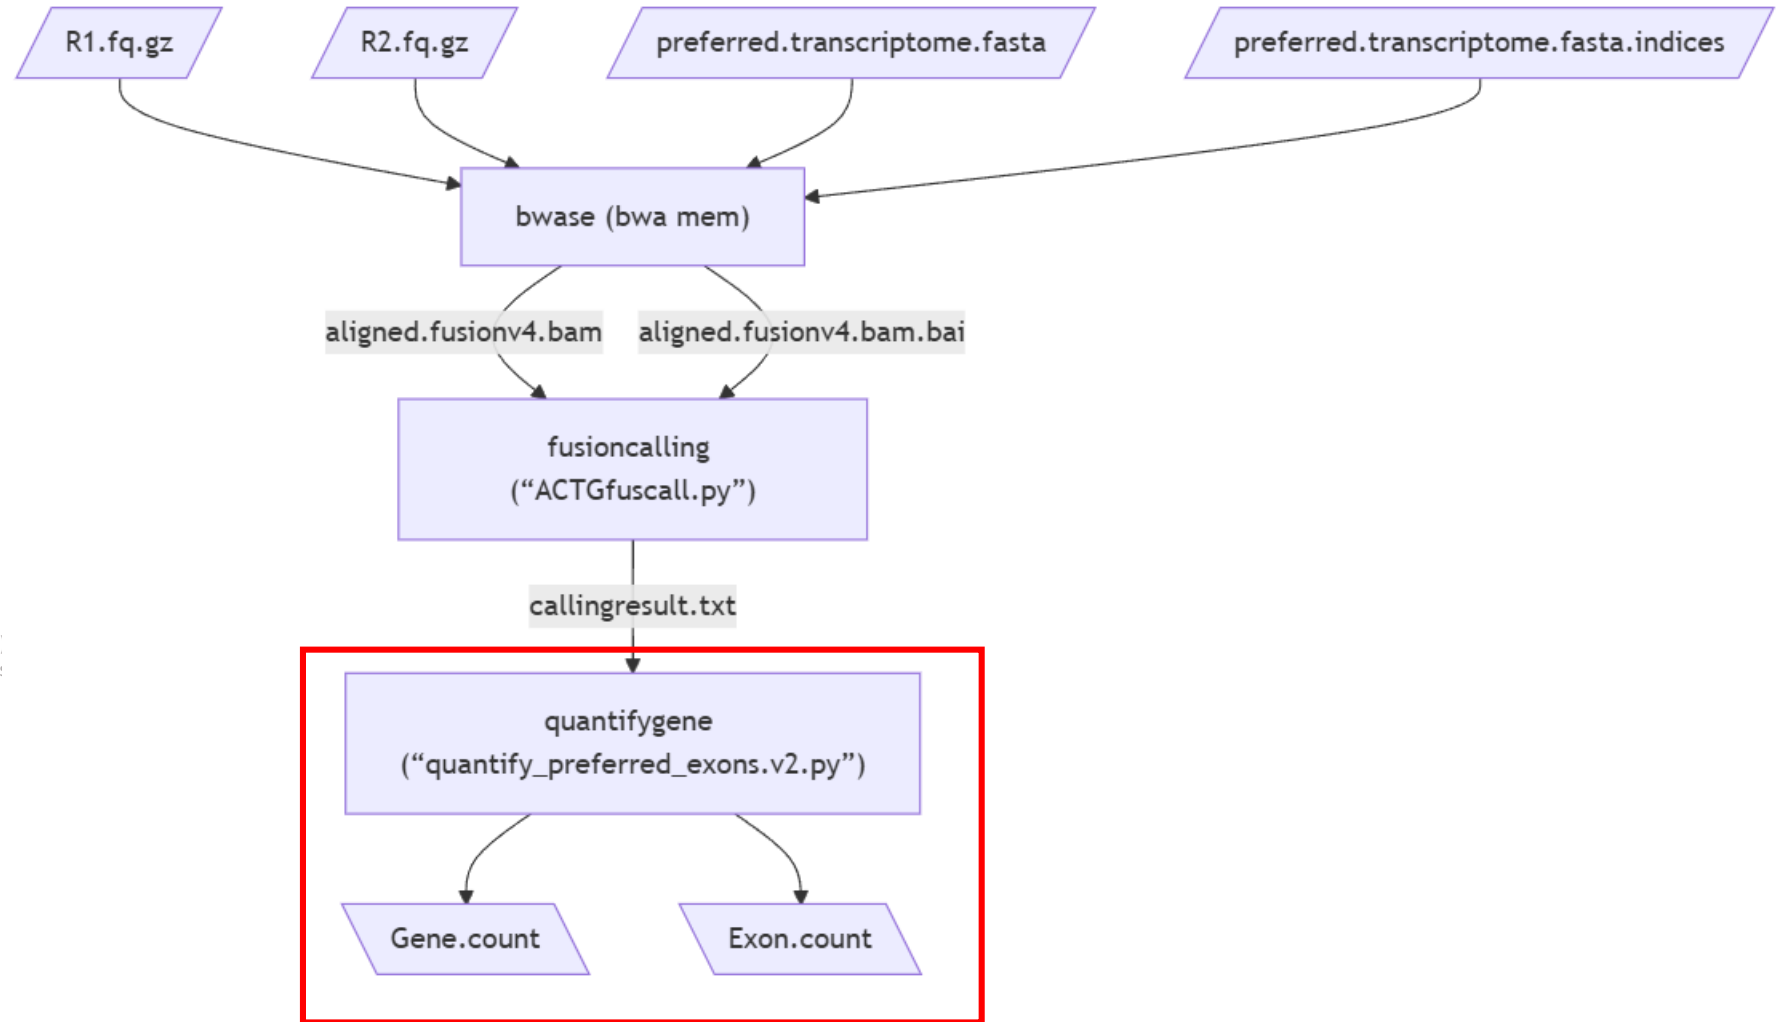 R1.fq.gz
R2.fq.gz
preferred.transcriptome.fasta
preferred.transcriptome.fasta.indices
bwase (bwa mem)
aligned.fusionv4.bam
aligned.fusionv4.bam.bai
fusioncalling
(“ACTGfuscall.py”)
callingresult.txt
quantifygene
(“quantify_preferred_exons.v2.py”)
Gene.count
Exon.count